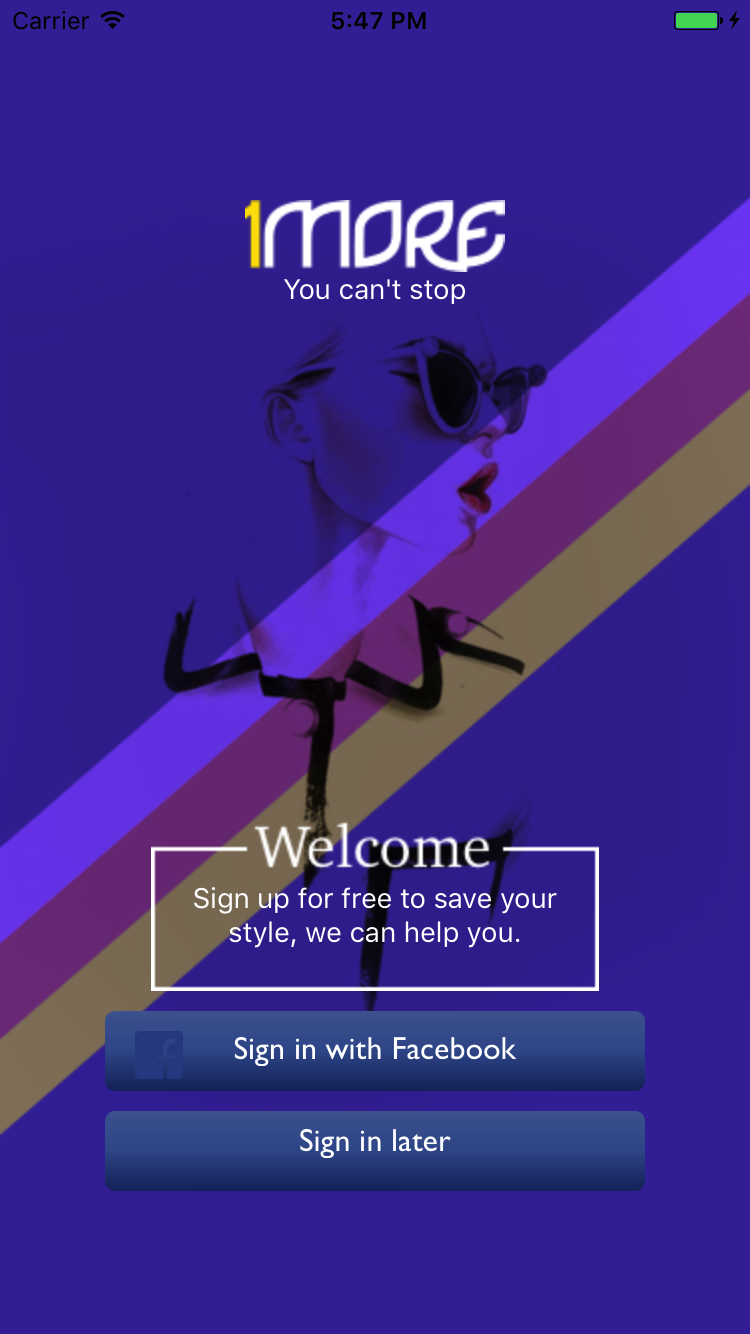 Carrier 5:47 PM
1MORE
You can't stop
Welcome
Sign up for free to save your
style, we can help you.
f Sign in with Facebook
Sign in later